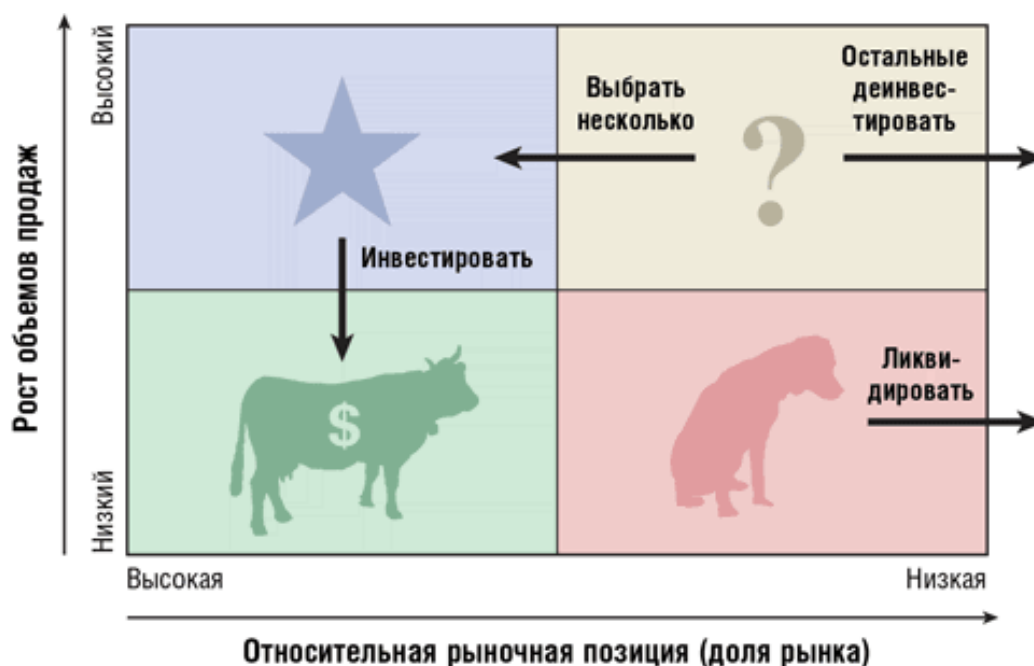 Рост объемов продаж
Высокий
Низкий
Выбрать
несколько
?
Остальные
деинвес-
тировать
Инвестировать
$
Ликви-
дировать
Высокая
Низкая
Относительная рыночная позиция (доля рынка)